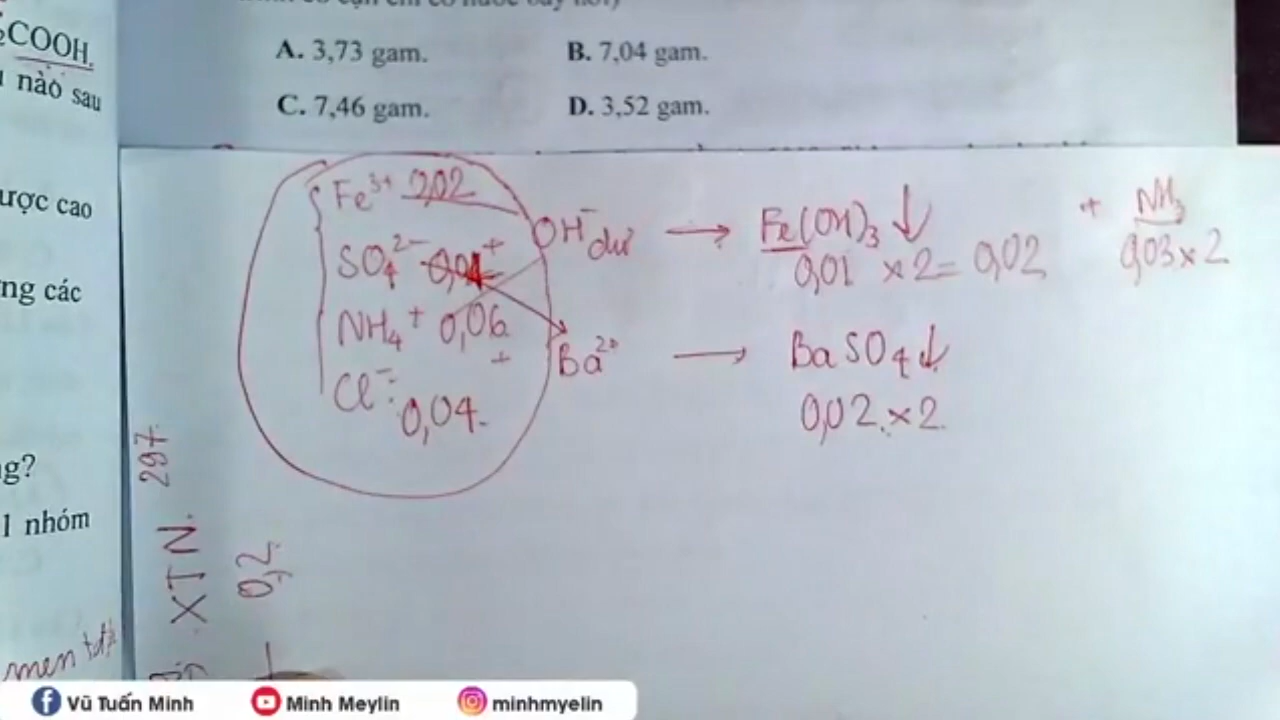 A. 3,73 gam. B. 7,04 gam.
C. 7,46 gam. D. 3,52 gam.
COOH.
nào sau
ược cao
ng các
g?
1 nhóm
men
Fe³⁺ 0,02
SO₄²⁻ 0,04
NH₄⁺ 0,06
Cl⁻: 0,04.
+ OH⁻ dư → Fe(OH)₃↓ + NH₃
0,01 × 2 = 0,02 0,03 × 2
+ Ba²⁺ → BaSO₄↓
0,02 × 2
XTN. 297.
0,2.
Vũ Tuấn Minh Minh Meylin minhmyelin